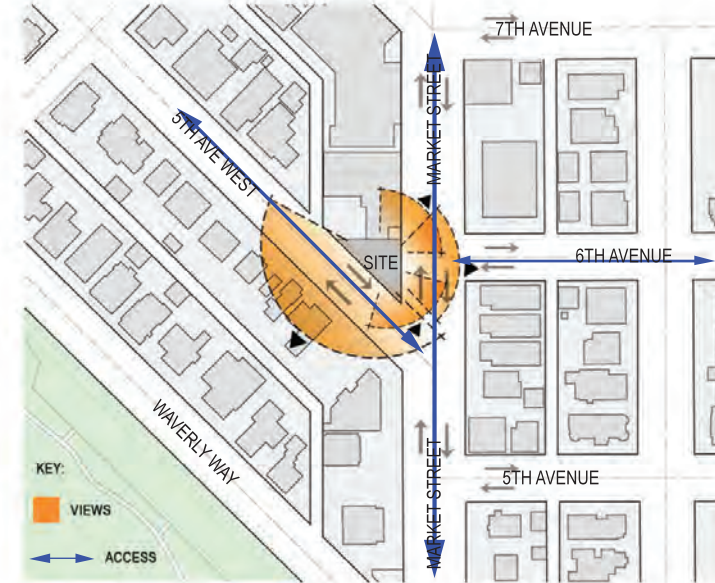 7TH AVENUE
MARKET STREET
5TH AVE WEST
SITE
6TH AVENUE
WAVERLY WAY
MARKET STREET
5TH AVENUE
KEY:
VIEWS
ACCESS